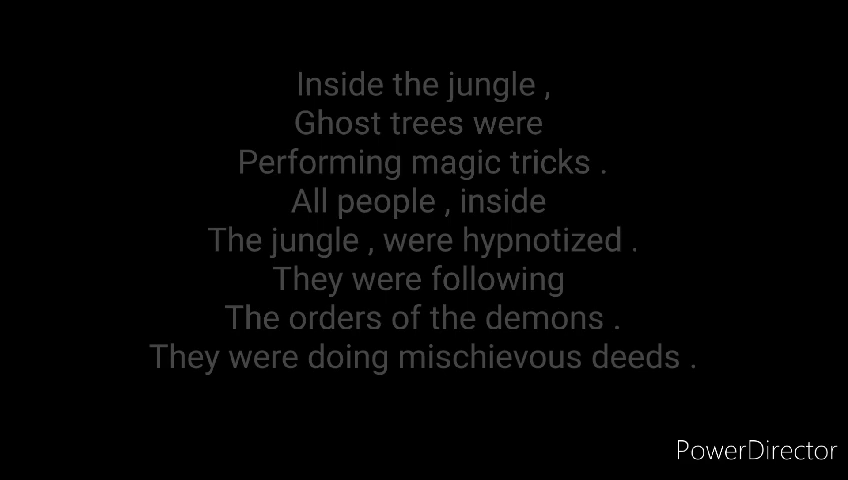 Inside the jungle ,
Ghost trees were
Performing magic tricks .
All people , inside
The jungle , were hypnotized .
They were following
The orders of the demons .
They were doing mischievous deeds .
PowerDirector